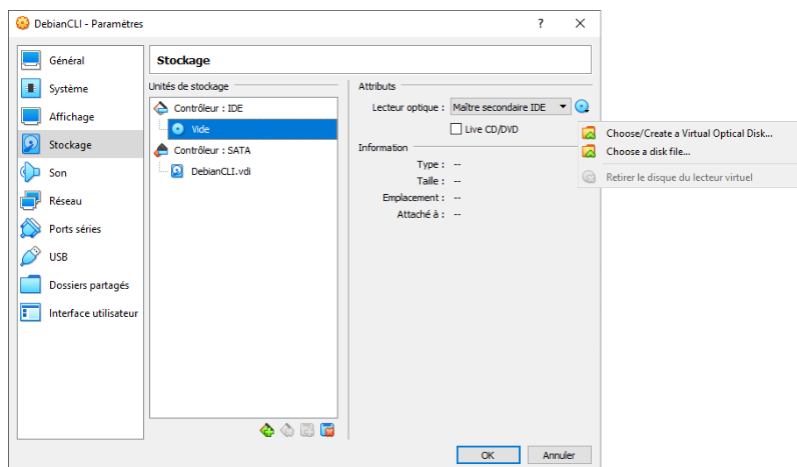 DebianCLI - Paramètres
? ×
Général
Système
Affichage
Stockage
Son
Réseau
Ports séries
USB
Dossiers partagés
Interface utilisateur
Stockage
Unités de stockage
Contrôleur : IDE
Vide
Contrôleur : SATA
DebianCLI.vdi
Attributs
Lecteur optique : Maître secondaire IDE
Live CD/DVD
Information
Type : --
Taille : --
Emplacement : --
Attaché à : --
Choose/Create a Virtual Optical Disk...
Choose a disk file...
Retirer le disque du lecteur virtuel
OK Annuler